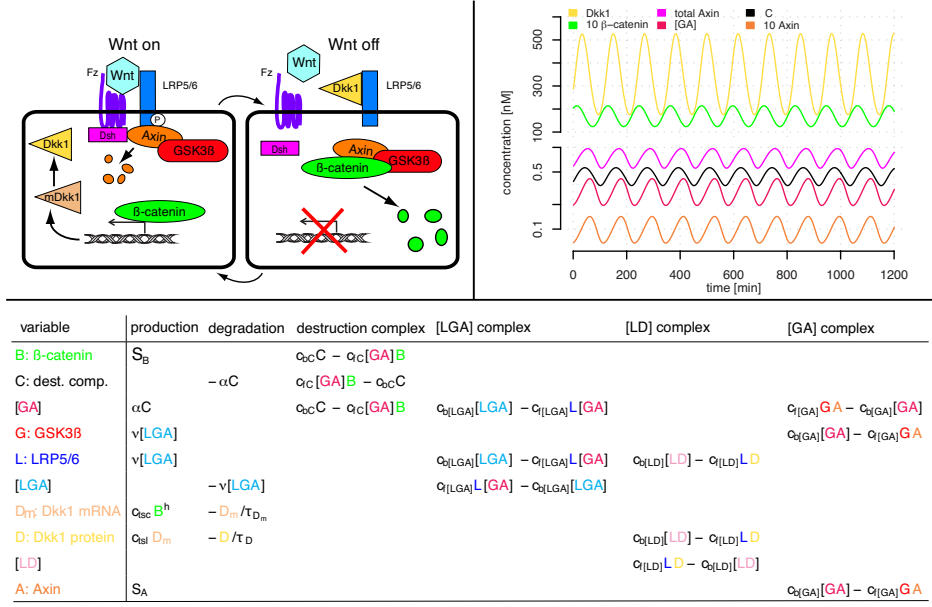 Wnt on
Wnt off
Fz
Wnt
LRP5/6
P
Dsh
Axin
GSK3ß
Dkk1
mDkk1
ß-catenin
Fz
Wnt
Dkk1
LRP5/6
Dsh
Axin
GSK3ß
ß-catenin
Dkk1
total Axin
C
10 β-catenin
[GA]
10 Axin
concentration [nM]
500
300
100
0.5
0.1
0 200 400 600 800 1000 1200
time [min]
variable production degradation destruction complex [LGA] complex [LD] complex [GA] complex
B: ß-catenin S_B c_bC C − c_fC[GA]B
C: dest. comp. − αC c_fC[GA]B − c_bC C
[GA] αC c_bC C − c_fC[GA]B c_b[LGA][LGA] − c_f[LGA]L[GA] c_f[GA]GA − c_b[GA][GA]
G: GSK3ß ν[LGA] c_b[GA][GA] − c_f[GA]GA
L: LRP5/6 ν[LGA] c_b[LGA][LGA] − c_f[LGA]L[GA] c_b[LD][LD] − c_f[LD]LD
[LGA] − ν[LGA] c_f[LGA]L[GA] − c_b[LGA][LGA]
D_m: Dkk1 mRNA c_tsc B^h − D_m/τ_D_m
D: Dkk1 protein c_tsl D_m − D/τ_D c_b[LD][LD] − c_f[LD]LD
[LD] c_f[LD]LD − c_b[LD][LD]
A: Axin S_A c_b[GA][GA] − c_f[GA]GA